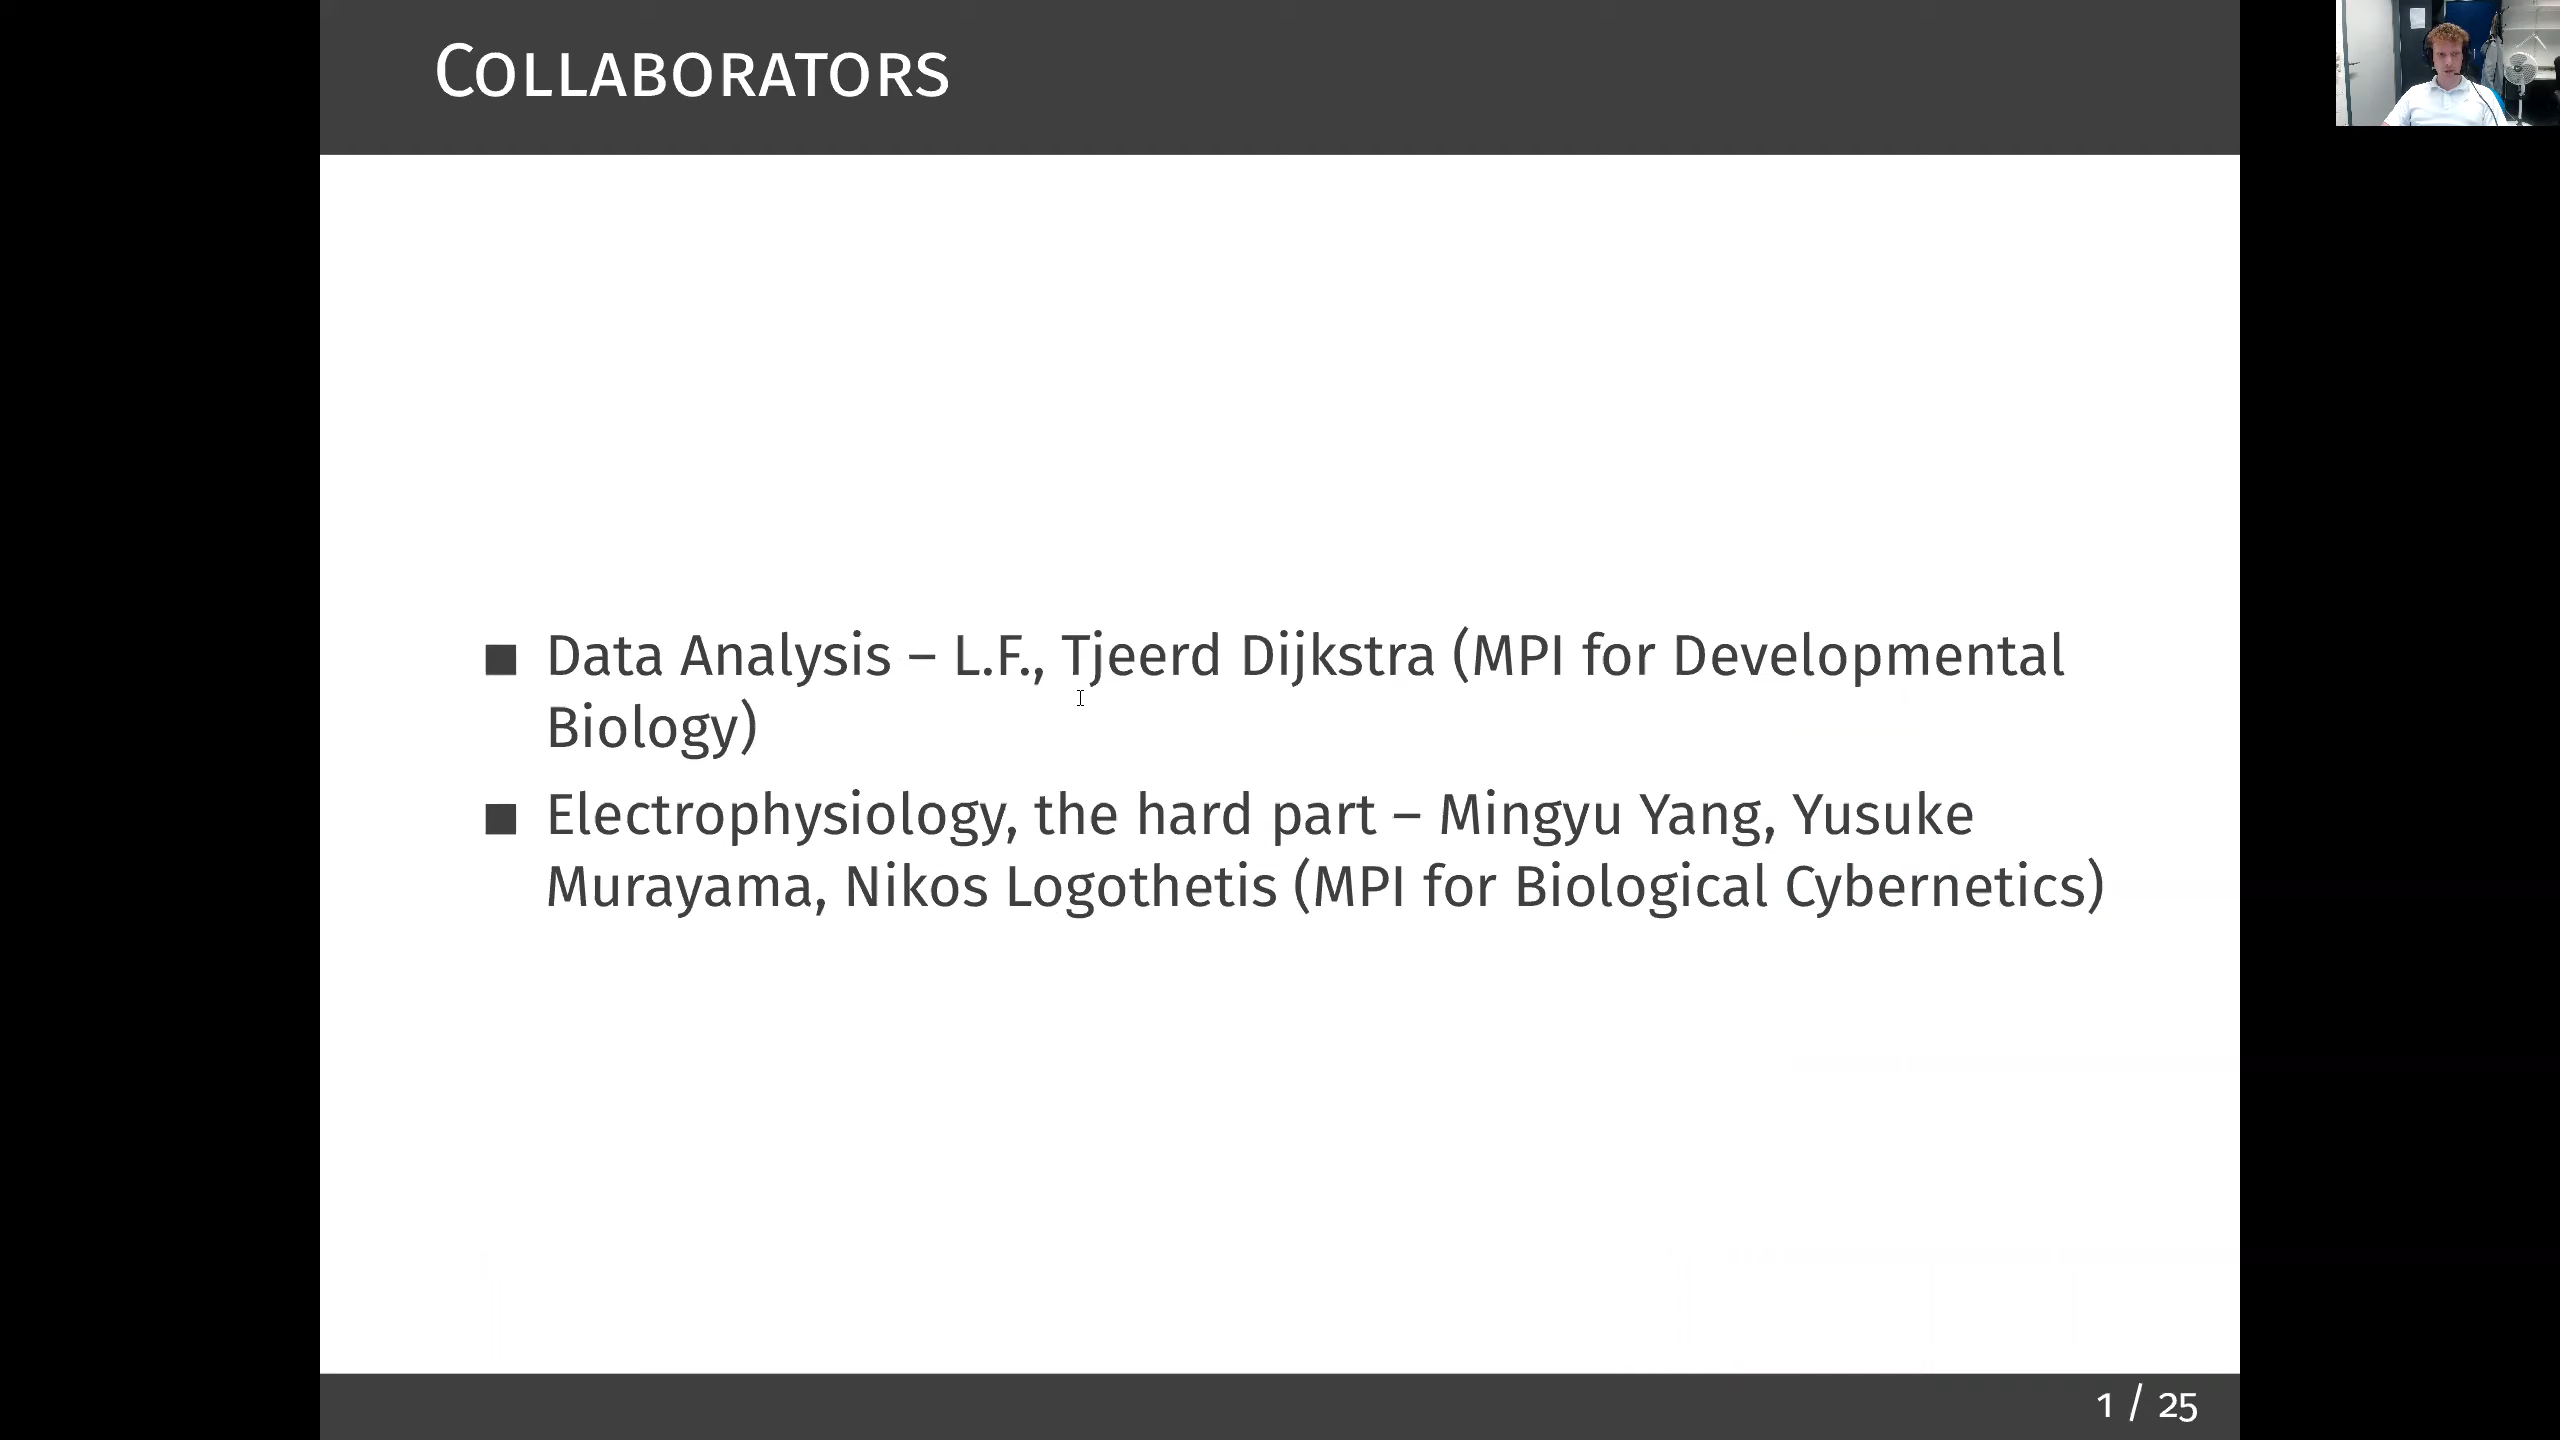 COLLABORATORS
■ Data Analysis – L.F., Tjeerd Dijkstra (MPI for Developmental
Biology)
■ Electrophysiology, the hard part – Mingyu Yang, Yusuke
Murayama, Nikos Logothetis (MPI for Biological Cybernetics)
1 / 25